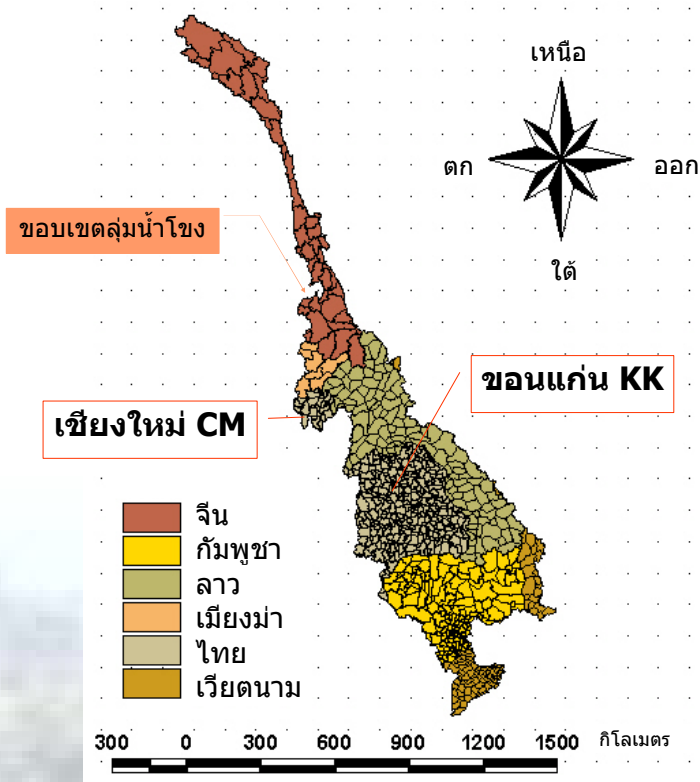 เหนือ
ตก
ออก
ใต้
ขอบเขตลุ่มน้ำโขง
ขอนแก่น KK
เชียงใหม่ CM
จีน
กัมพูชา
ลาว
เมียงม่า
ไทย
เวียตนาม
300 0 300 600 900 1200 1500 กิโลเมตร